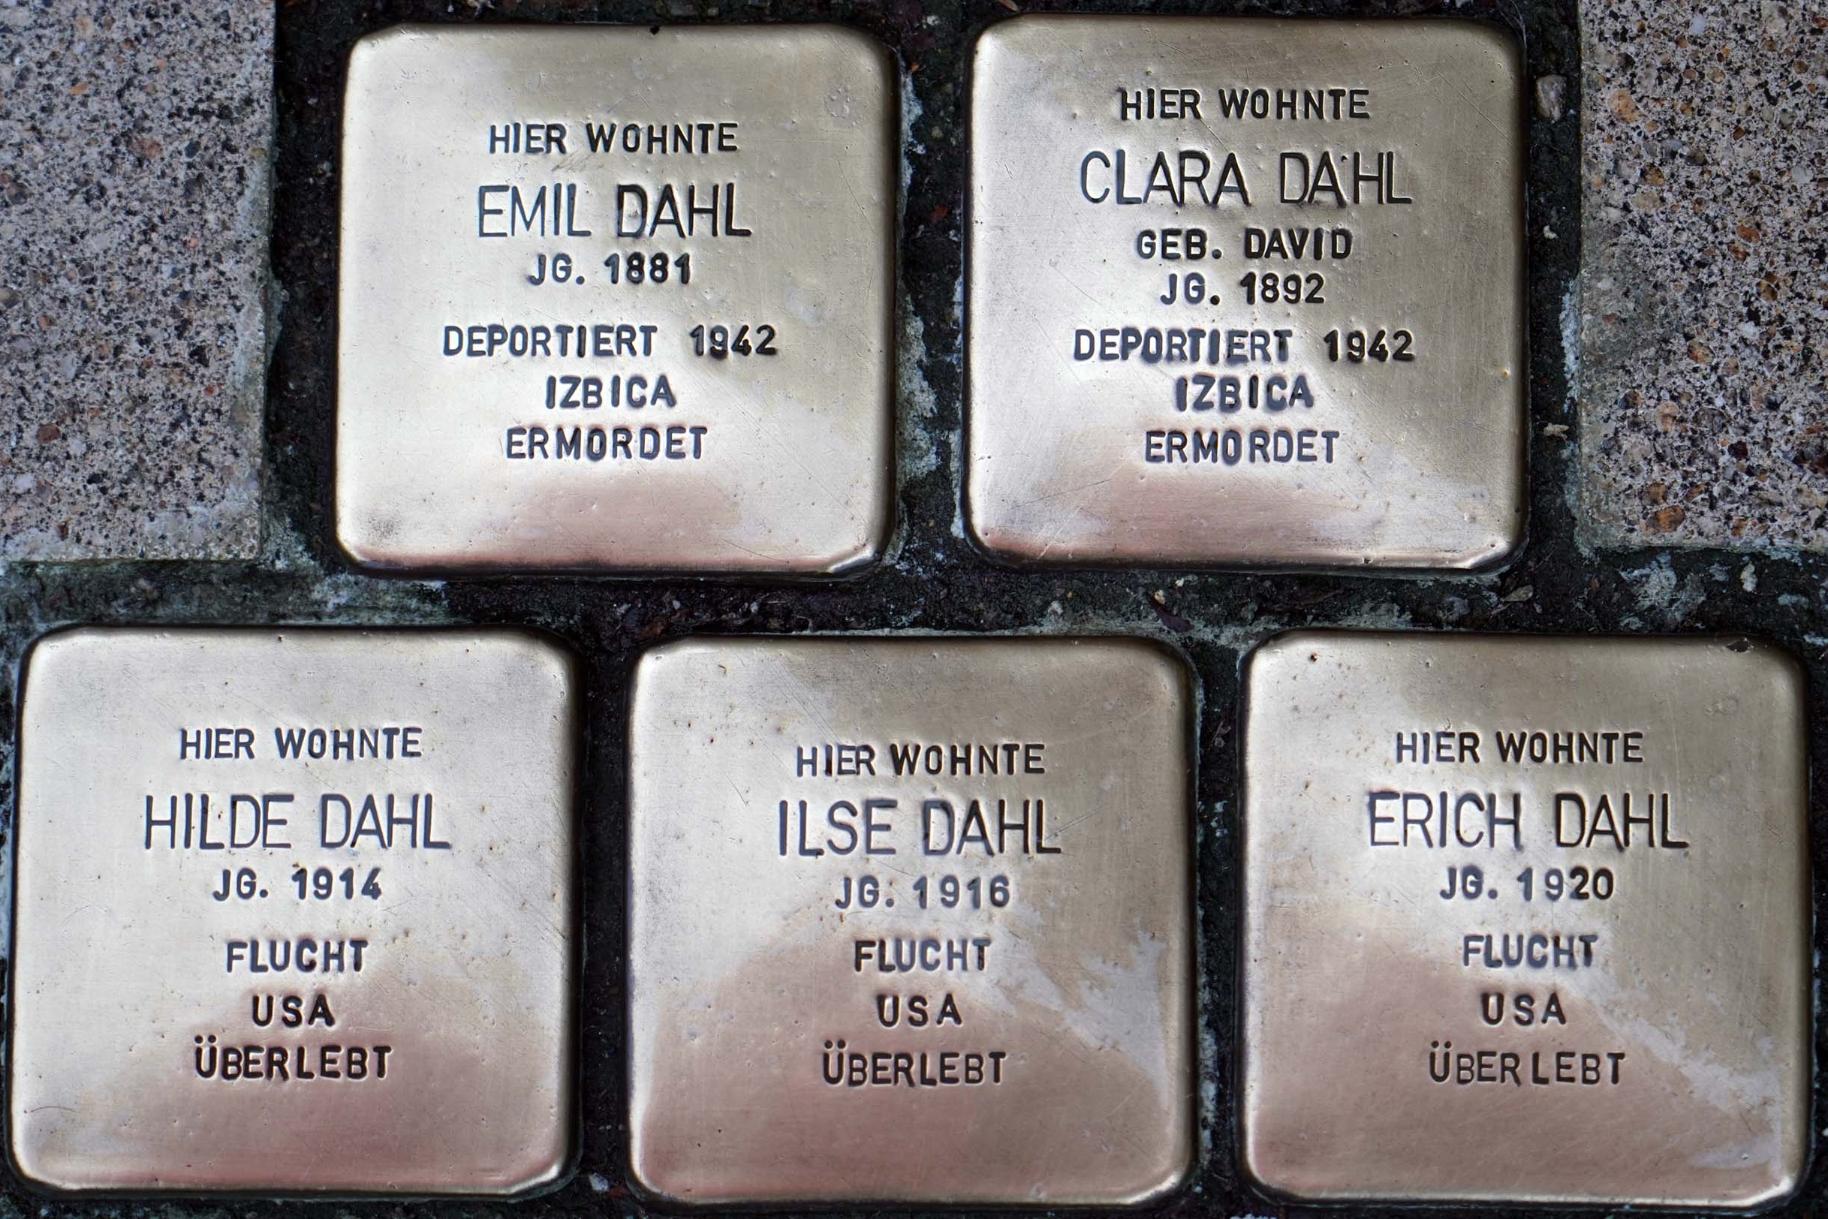 HIER WOHNTE
EMIL DAHL
JG. 1881
DEPORTIERT 1942
IZBICA
ERMORDET
HIER WOHNTE
CLARA DAHL
GEB. DAVID
JG. 1892
DEPORTIERT 1942
IZBICA
ERMORDET
HIER WOHNTE
HILDE DAHL
JG. 1914
FLUCHT
USA
ÜBERLEBT
HIER WOHNTE
ILSE DAHL
JG. 1916
FLUCHT
USA
ÜBERLEBT
HIER WOHNTE
ERICH DAHL
JG. 1920
FLUCHT
USA
ÜBERLEBT